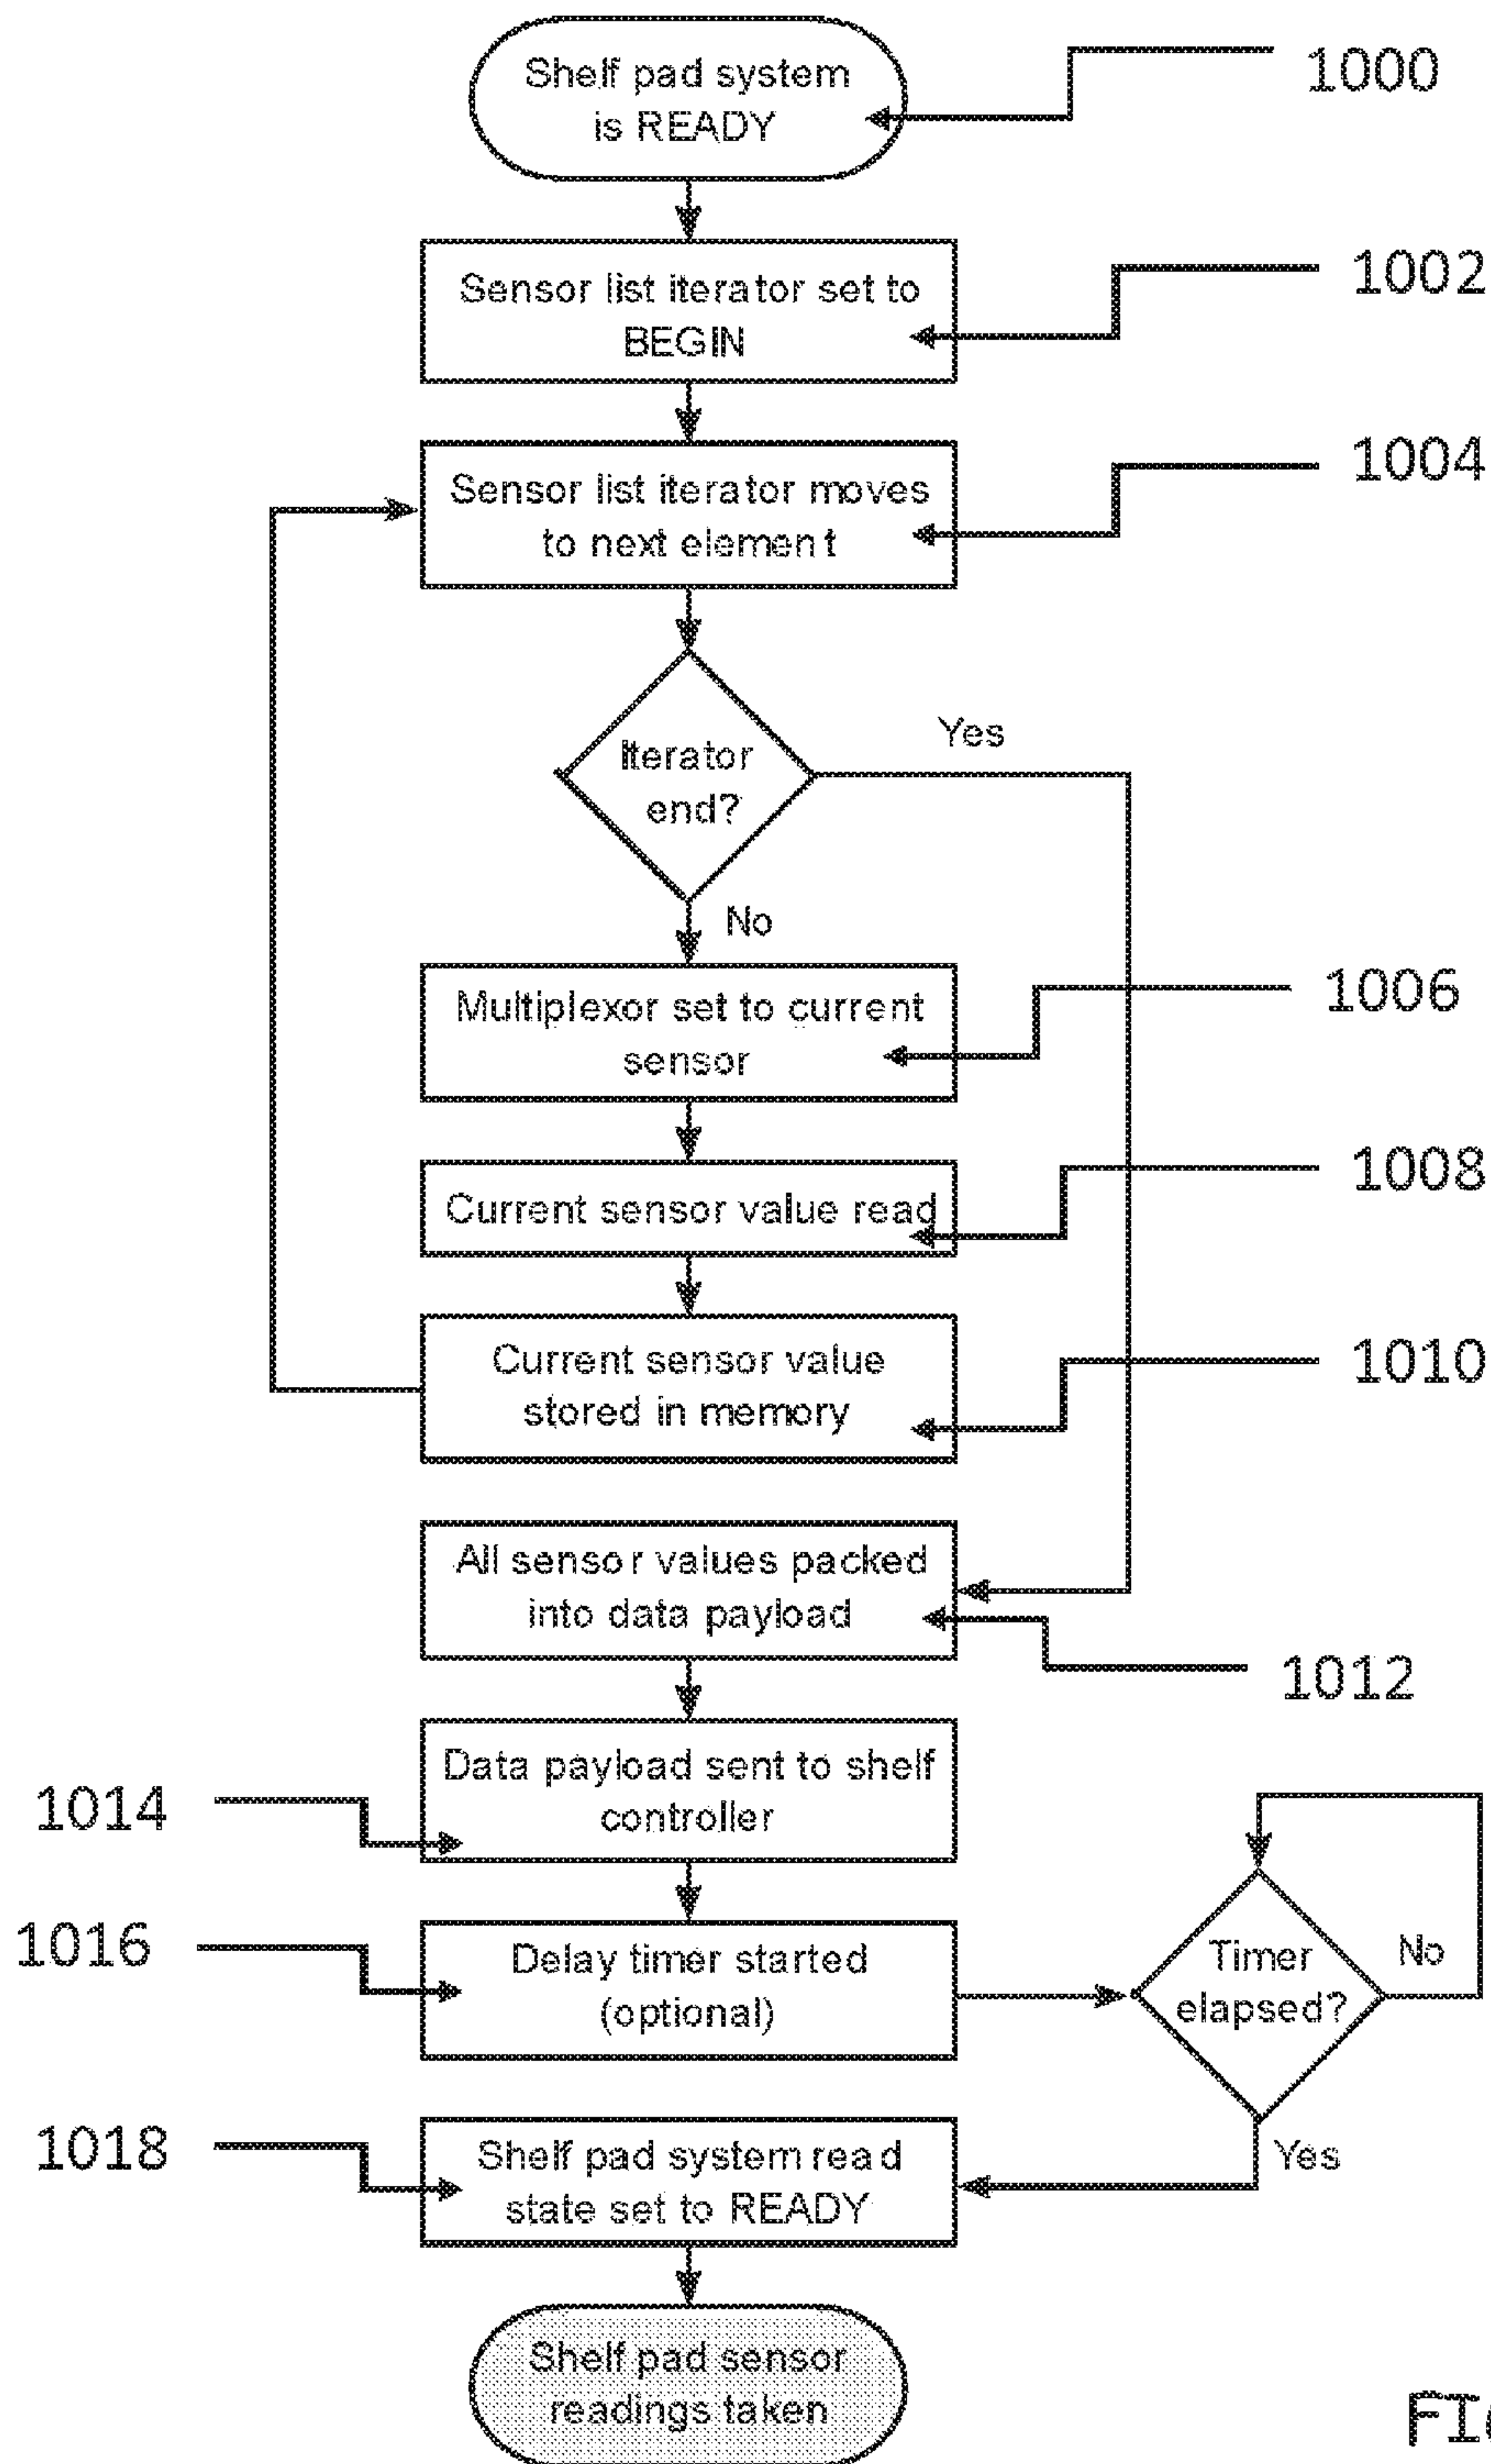 Shelf pad system
is READY
1000
Sensor list iterator set to
BEGIN
1002
Sensor list iterator moves
to next element
1004
Iterator
end?
Yes
No
Multiplexor set to current
sensor
1006
Current sensor value read
1008
Current sensor value
stored in memory
1010
All sensor values packed
into data payload
1012
Data payload sent to shelf
controller
1014
Delay timer started
(optional)
1016
Timer
elapsed?
No
Yes
Shelf pad system read
state set to READY
1018
Shelf pad sensor
readings taken